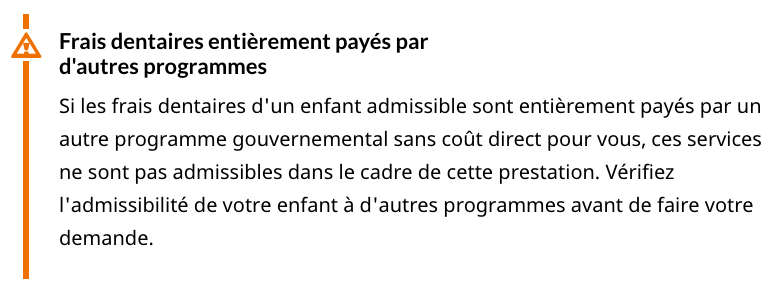 Frais dentaires entièrement payés par
d'autres programmes
Si les frais dentaires d'un enfant admissible sont entièrement payés par un
autre programme gouvernemental sans coût direct pour vous, ces services
ne sont pas admissibles dans le cadre de cette prestation. Vérifiez
l'admissibilité de votre enfant à d'autres programmes avant de faire votre
demande.